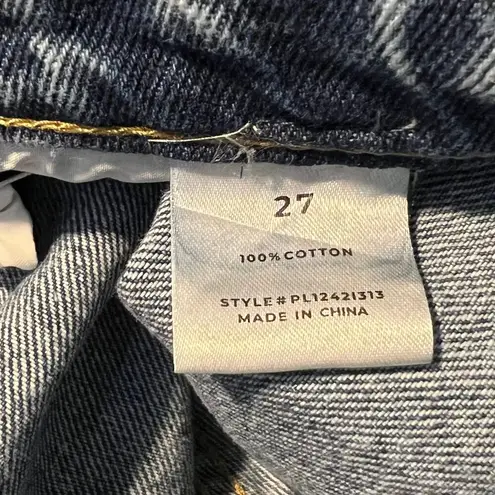 27
100% COTTON
STYLE# PL12421313
MADE IN CHINA